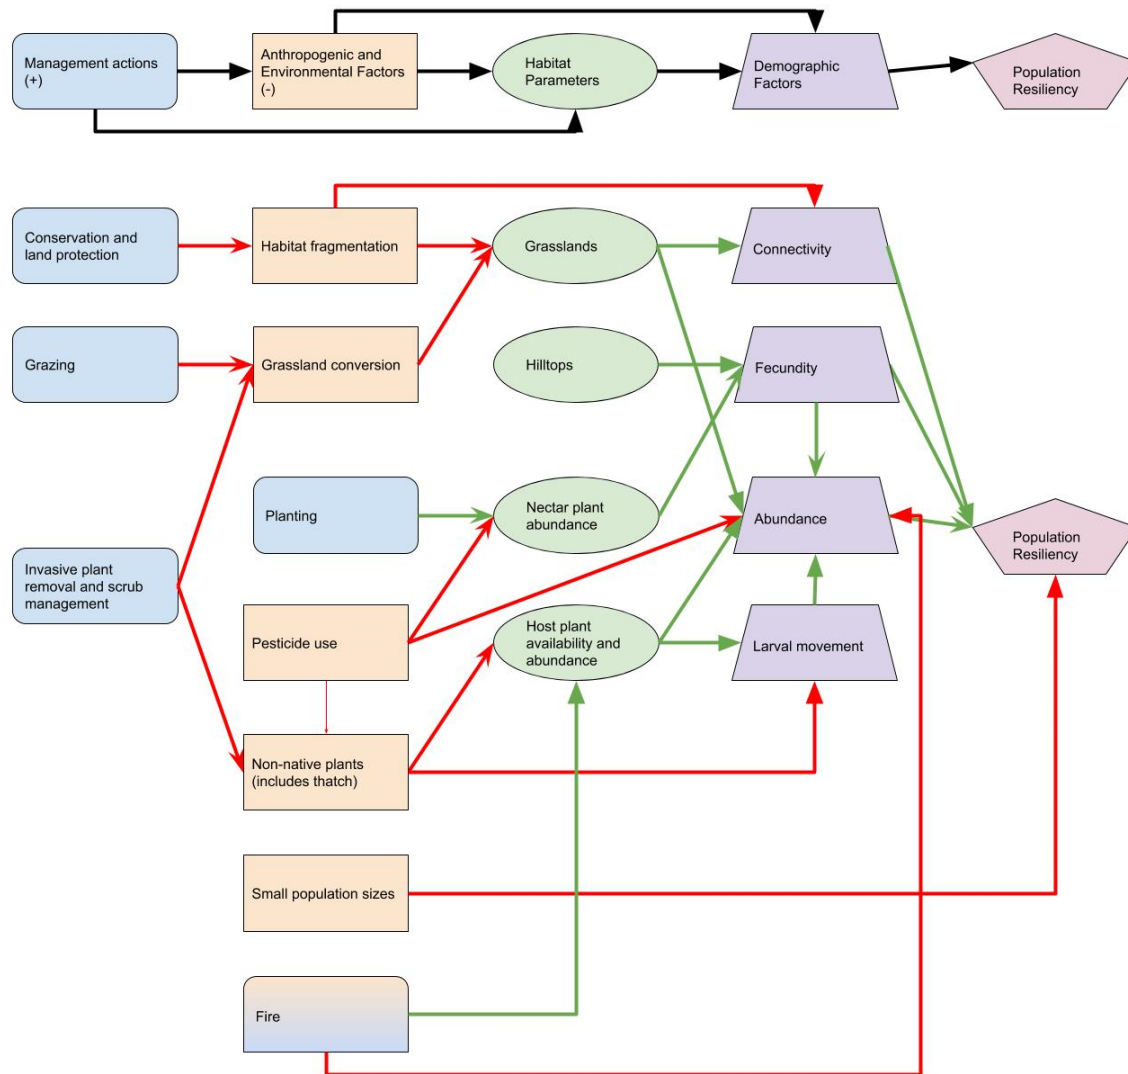 Management actions
(+)
Anthropogenic and
Environmental Factors
(-)
Habitat
Parameters
Demographic
Factors
Population
Resiliency
Conservation and
land protection
Habitat fragmentation
Grasslands
Connectivity
Grazing
Grassland conversion
Hilltops
Fecundity
Planting
Nectar plant
abundance
Abundance
Population
Resiliency
Invasive plant
removal and scrub
management
Pesticide use
Host plant
availability and
abundance
Larval movement
Non-native plants
(includes thatch)
Small population sizes
Fire